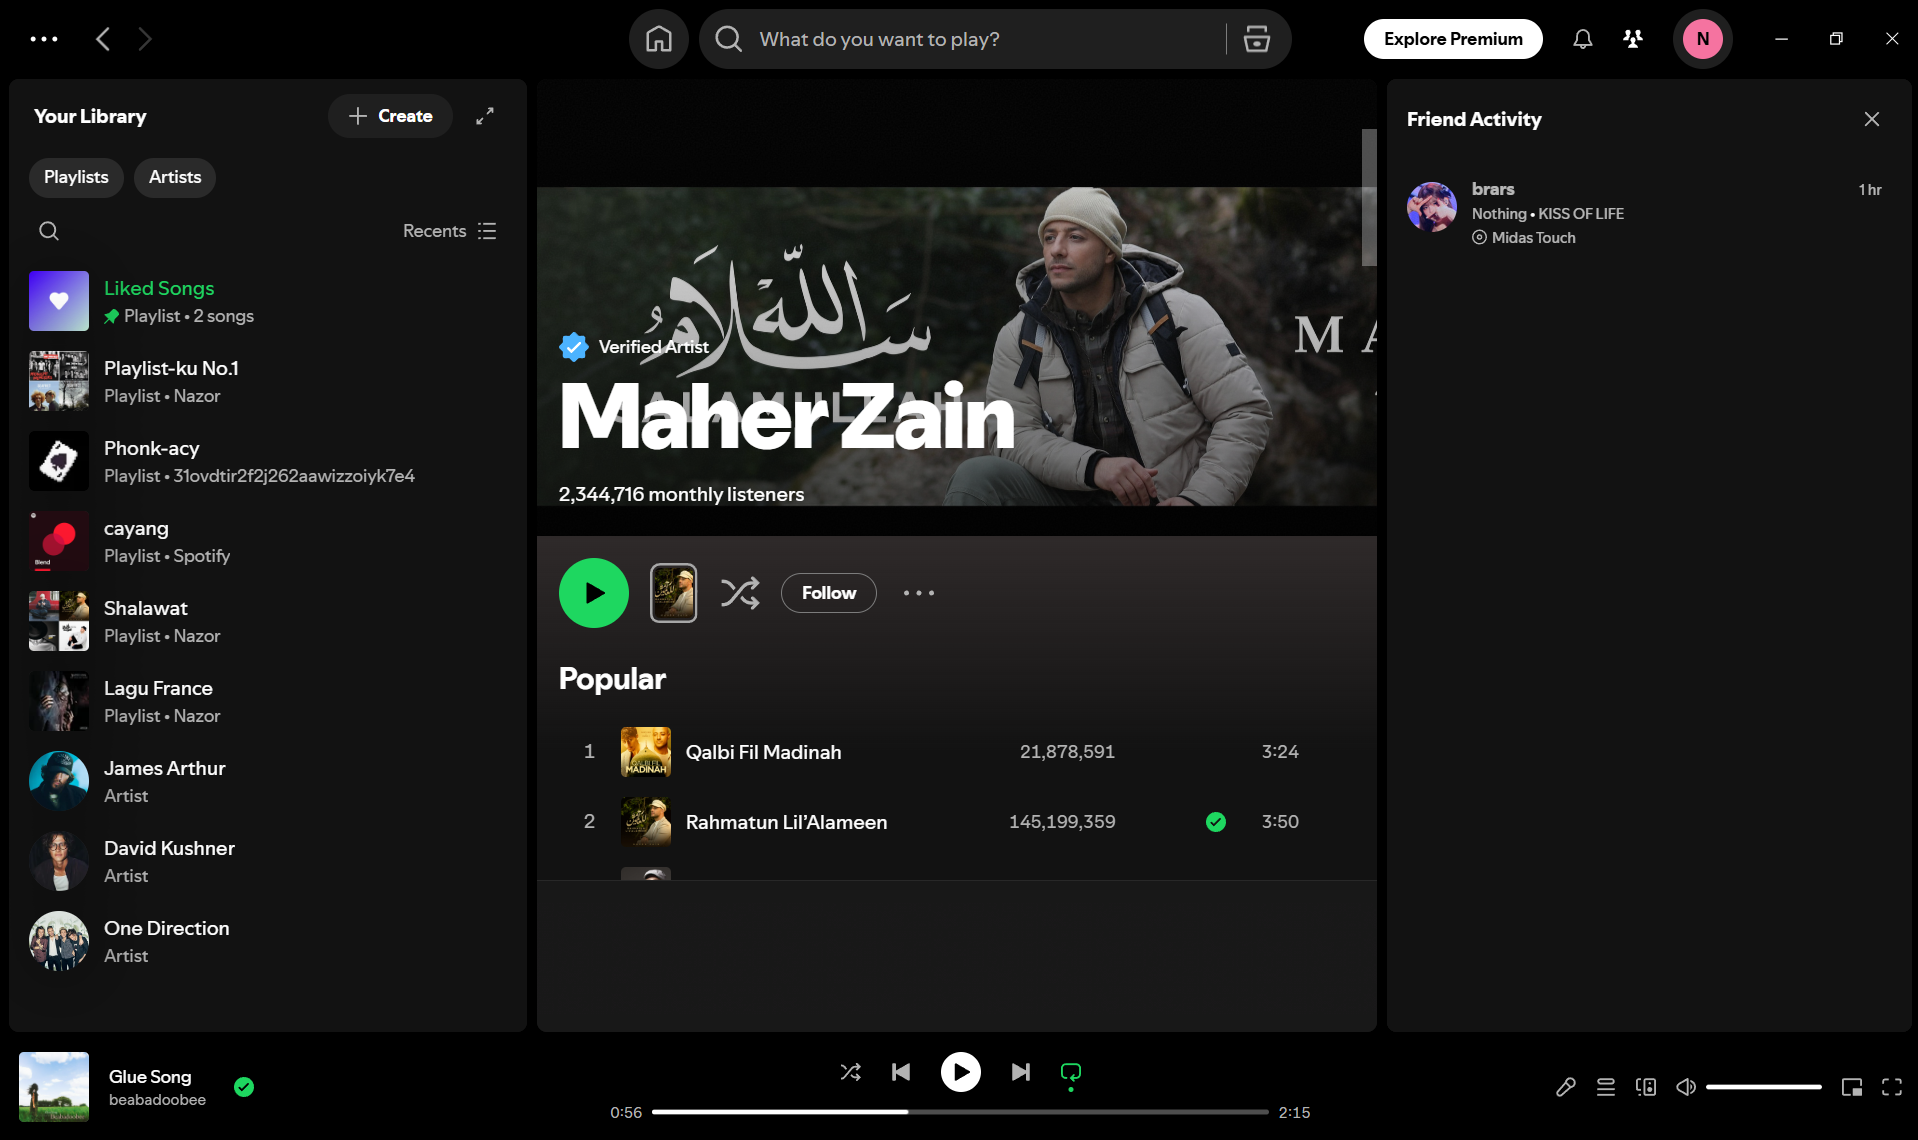 What do you want to play?
Explore Premium
N
Your Library
Create
Playlists
Artists
Recents
Liked Songs
Playlist • 2 songs
Playlist-ku No.1
Playlist • Nazor
Phonk-acy
Playlist • 31ovdtir2f2j262aawizzoiyk7e4
cayang
Playlist • Spotify
Blend
Shalawat
Playlist • Nazor
Lagu France
Playlist • Nazor
James Arthur
Artist
David Kushner
Artist
One Direction
Artist
سلام الله
M A
Verified Artist
SALAMULLAH
Maher Zain
2,344,716 monthly listeners
Follow
Popular
1
MADINAH
Qalbi Fil Madinah
21,878,591
3:24
2
Rahmatun Lil’Alameen
145,199,359
3:50
Friend Activity
brars
1 hr
Nothing • KISS OF LIFE
Midas Touch
Glue Song
beabadoobee
Beabadoobee
0:56
2:15